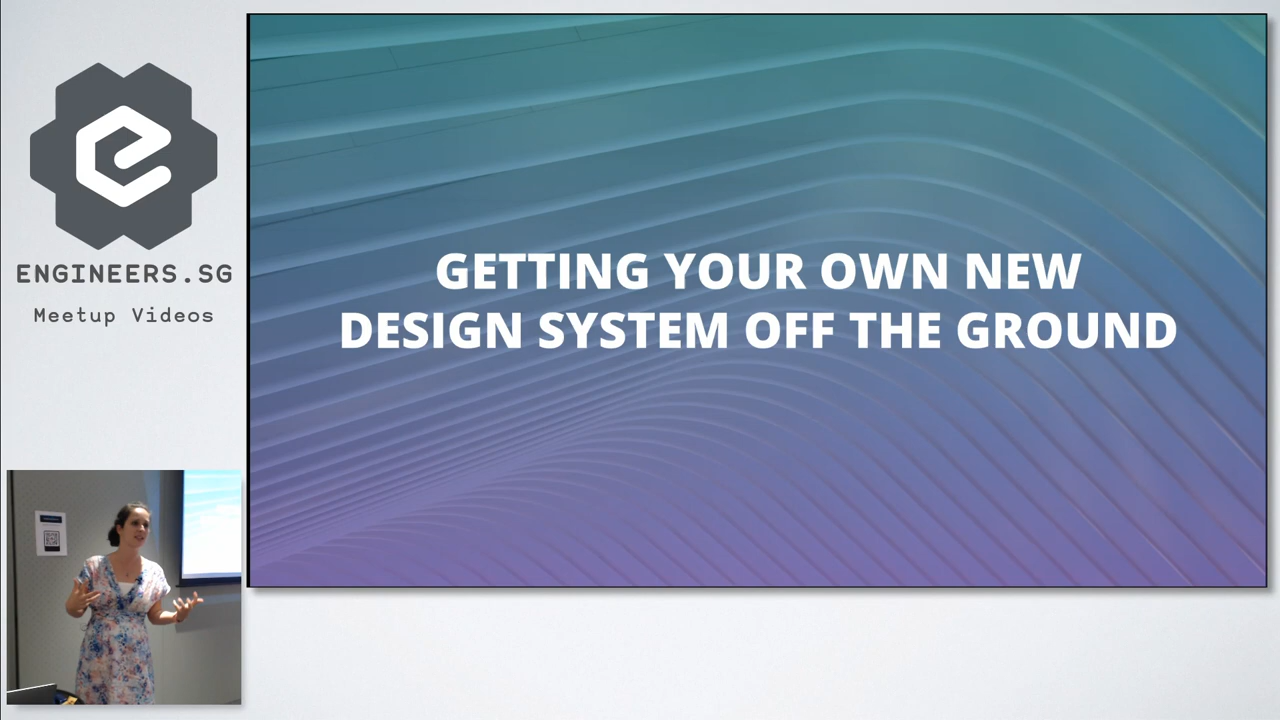 ENGINEERS.SG
Meetup Videos
GETTING YOUR OWN NEW
DESIGN SYSTEM OFF THE GROUND